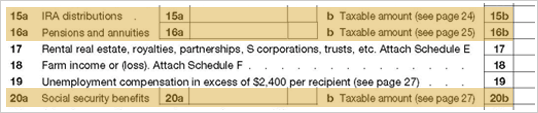 15a IRA distributions . 15a b Taxable amount (see page 24) 15b
16a Pensions and annuities 16a b Taxable amount (see page 25) 16b
17 Rental real estate, royalties, partnerships, S corporations, trusts, etc. Attach Schedule E 17
18 Farm income or (loss). Attach Schedule F . . . . . . . . . . . . . . 18
19 Unemployment compensation in excess of $2,400 per recipient (see page 27) . . . 19
20a Social security benefits 20a b Taxable amount (see page 27) 20b